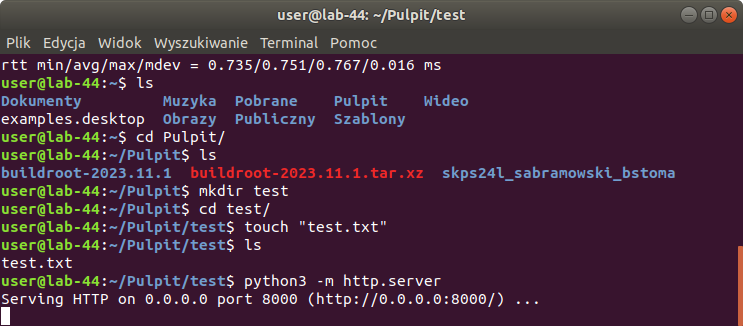 user@lab-44: ~/Pulpit/test
Plik Edycja Widok Wyszukiwanie Terminal Pomoc
rtt min/avg/max/mdev = 0.735/0.751/0.767/0.016 ms
user@lab-44:~$ ls
Dokumenty Muzyka Pobrane Pulpit Wideo
examples.desktop Obrazy Publiczny Szablony
user@lab-44:~$ cd Pulpit/
user@lab-44:~/Pulpit$ ls
buildroot-2023.11.1 buildroot-2023.11.1.tar.xz skps24l_sabramowski_bstoma
user@lab-44:~/Pulpit$ mkdir test
user@lab-44:~/Pulpit$ cd test/
user@lab-44:~/Pulpit/test$ touch "test.txt"
user@lab-44:~/Pulpit/test$ ls
test.txt
user@lab-44:~/Pulpit/test$ python3 -m http.server
Serving HTTP on 0.0.0.0 port 8000 (http://0.0.0.0:8000/) ...